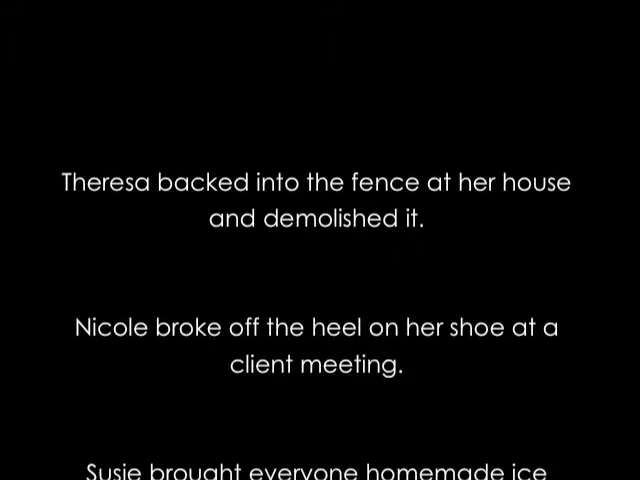 Theresa backed into the fence at her house
and demolished it.
Nicole broke off the heel on her shoe at a
client meeting.
Susie brought everyone homemade ice